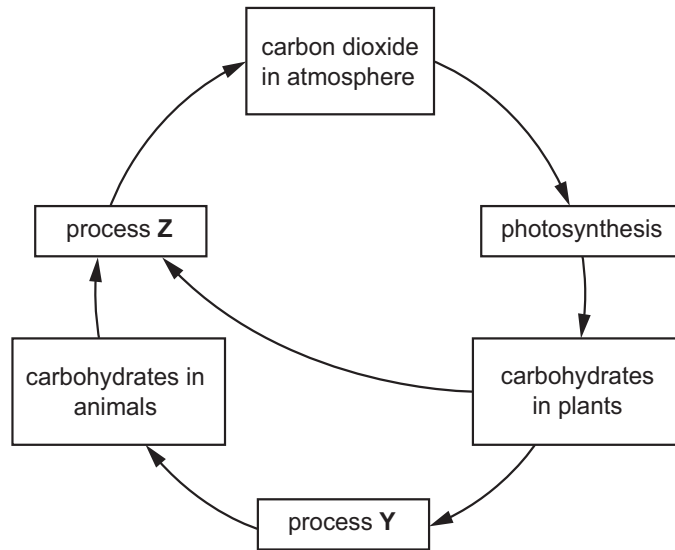 carbon dioxide
in atmosphere
process Z
photosynthesis
carbohydrates in
animals
carbohydrates
in plants
process Y